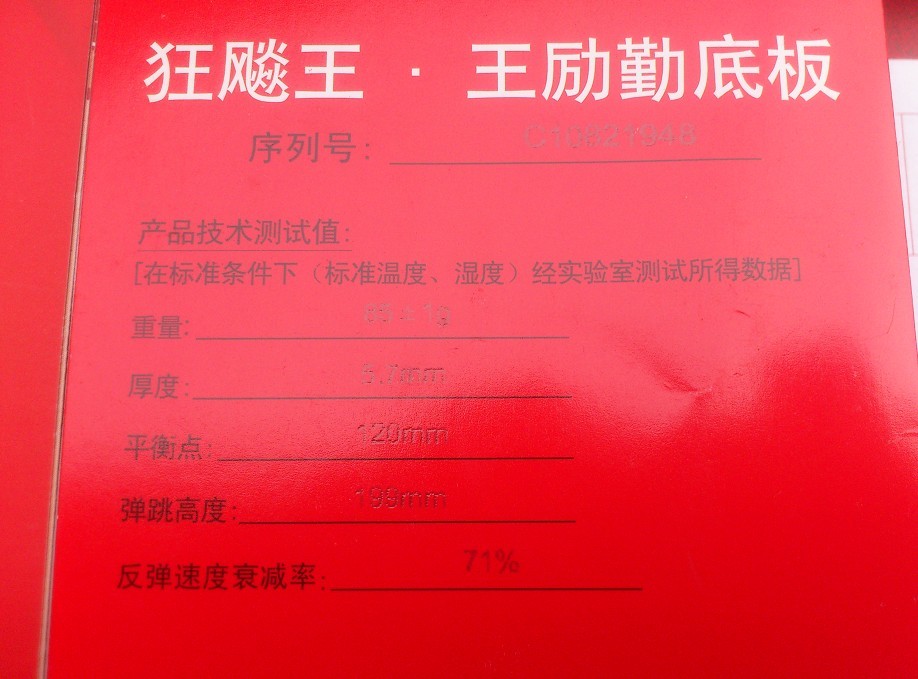 狂飚王·王励勤底板
序列号：
产品技术测试值:
[在标准条件下（标准温度、湿度）经实验室测试所得数据]
重量:
厚度: 5.7mm
平衡点: 120mm
弹跳高度: 199mm
反弹速度衰减率: 71%